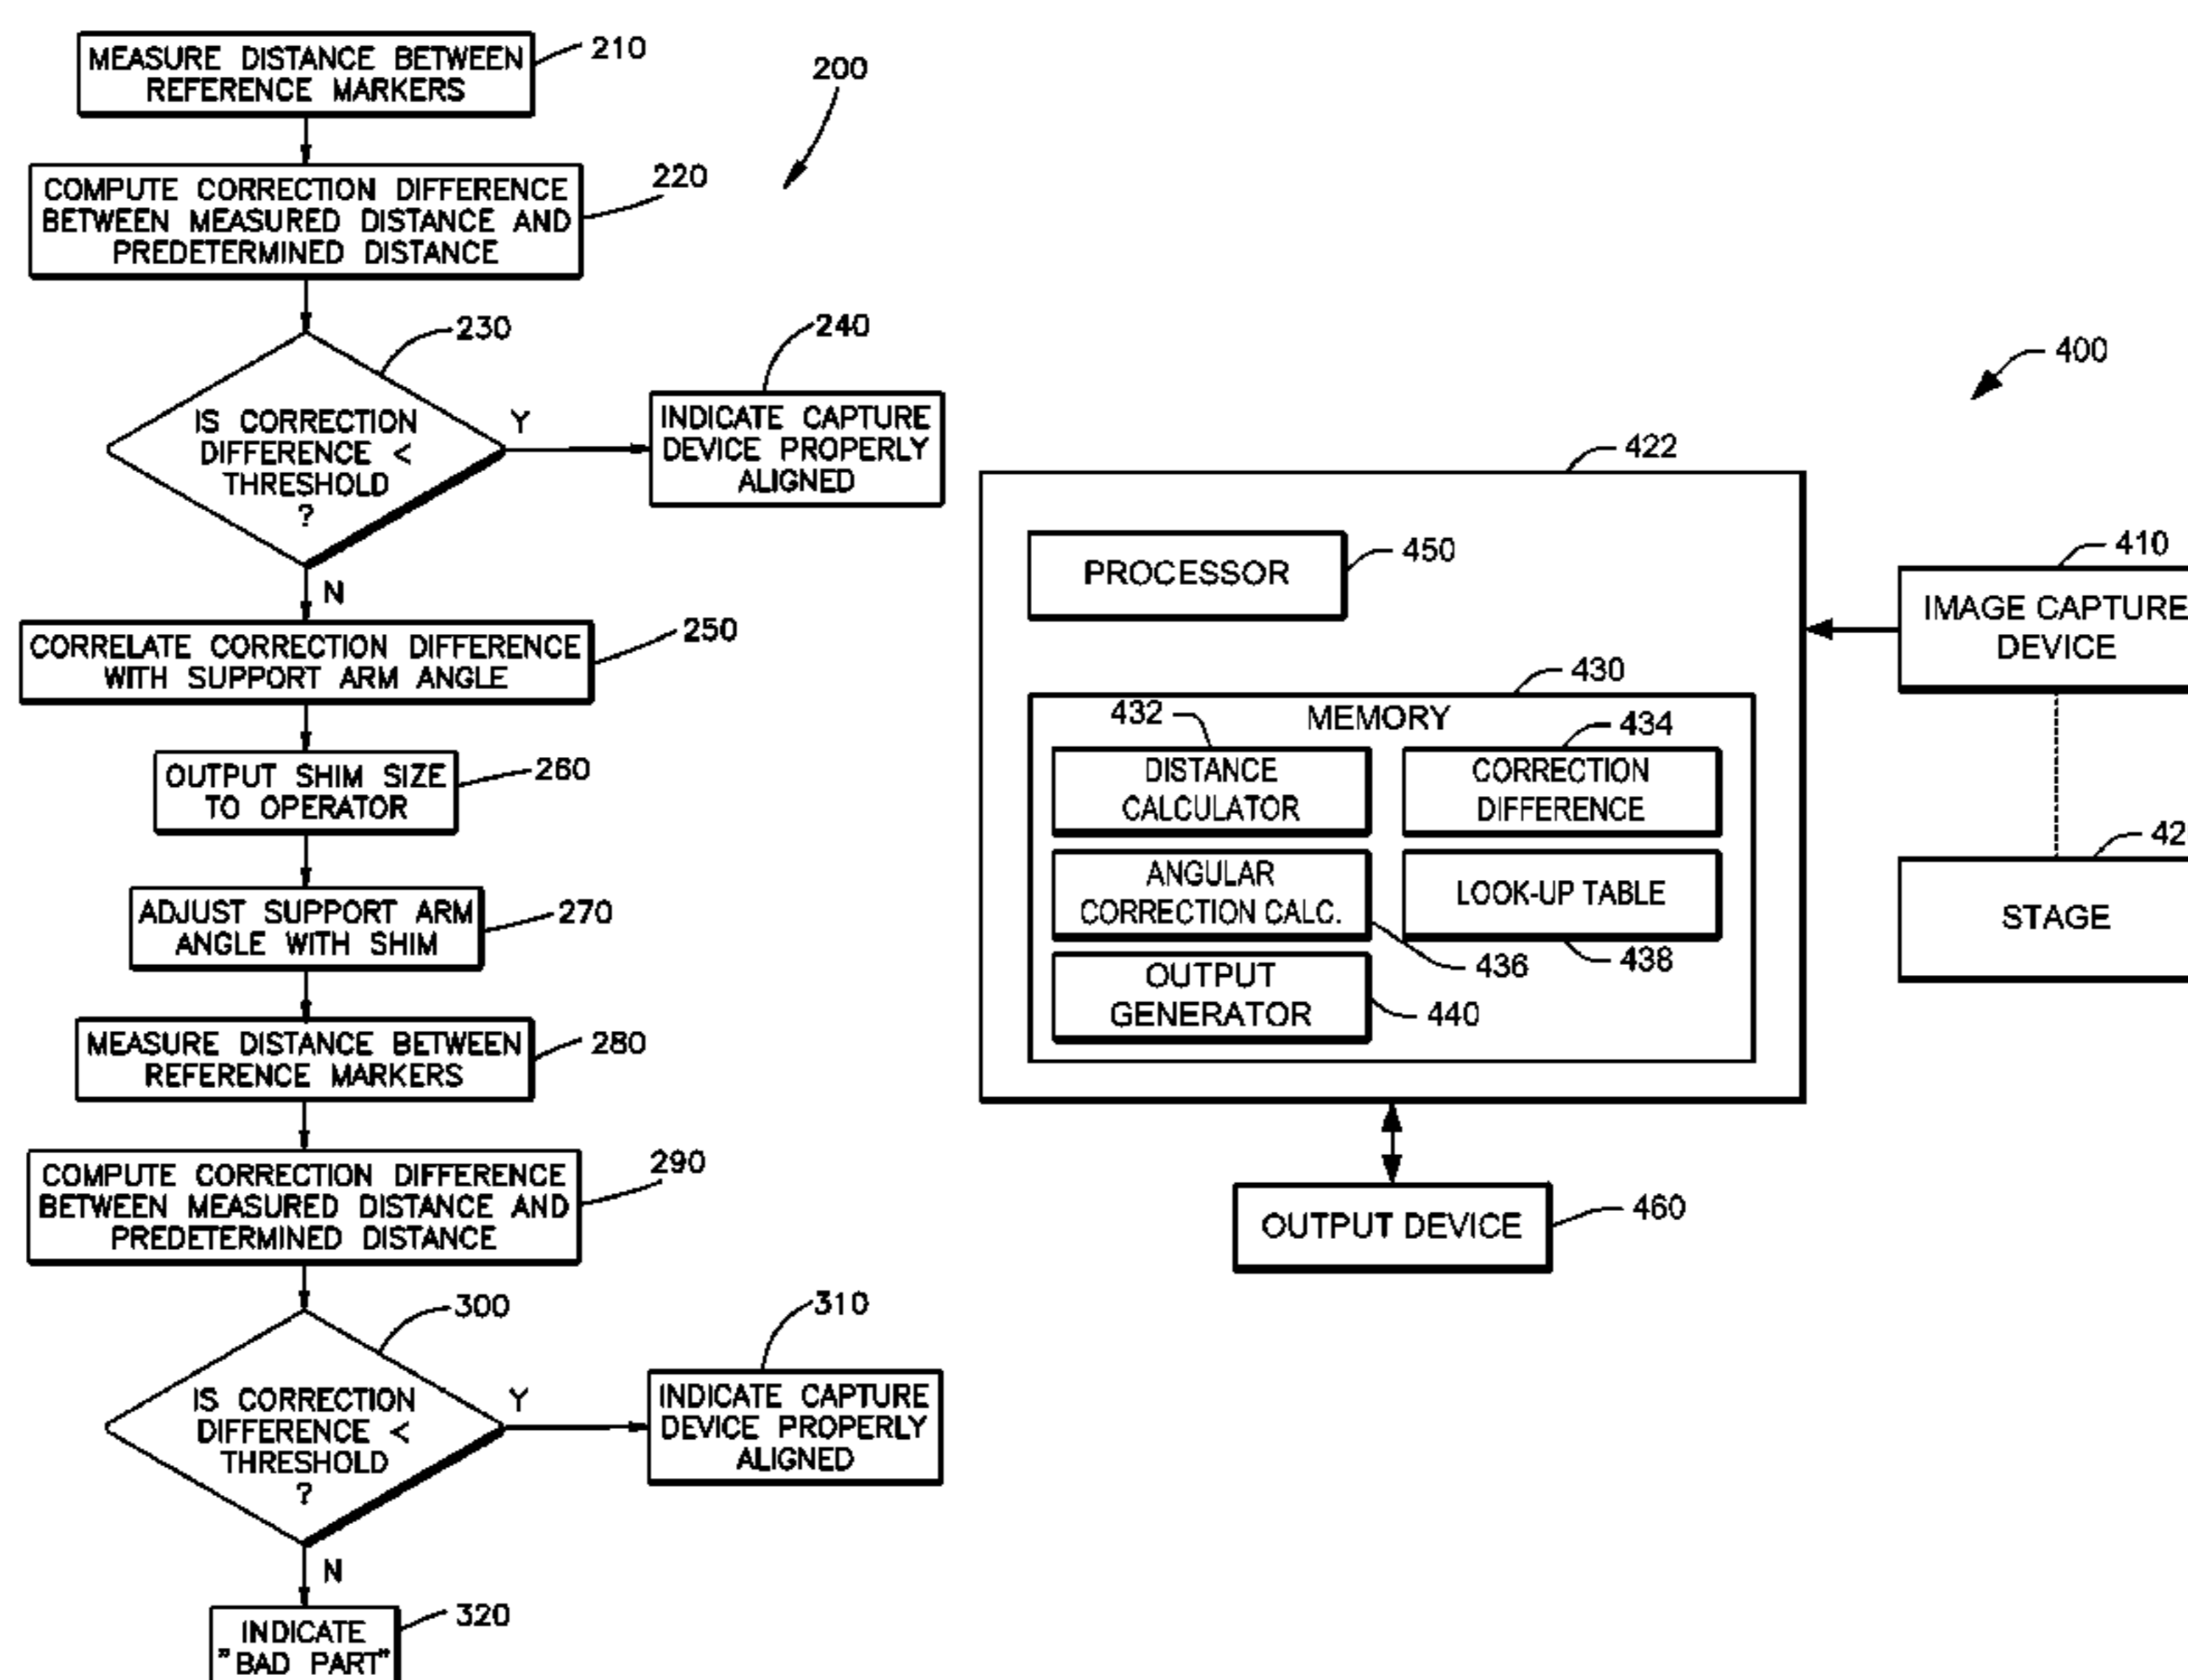 MEASURE DISTANCE BETWEEN
REFERENCE MARKERS
210
200
COMPUTE CORRECTION DIFFERENCE
BETWEEN MEASURED DISTANCE AND
PREDETERMINED DISTANCE
220
230
IS CORRECTION
DIFFERENCE <
THRESHOLD
?
Y
N
240
INDICATE CAPTURE
DEVICE PROPERLY
ALIGNED
CORRELATE CORRECTION DIFFERENCE
WITH SUPPORT ARM ANGLE
250
OUTPUT SHIM SIZE
TO OPERATOR
260
ADJUST SUPPORT ARM
ANGLE WITH SHIM
270
MEASURE DISTANCE BETWEEN
REFERENCE MARKERS
280
COMPUTE CORRECTION DIFFERENCE
BETWEEN MEASURED DISTANCE AND
PREDETERMINED DISTANCE
290
300
IS CORRECTION
DIFFERENCE <
THRESHOLD
?
Y
N
310
INDICATE CAPTURE
DEVICE PROPERLY
ALIGNED
INDICATE
"BAD PART"
320
400
422
PROCESSOR
450
430
MEMORY
432
DISTANCE
CALCULATOR
434
CORRECTION
DIFFERENCE
ANGULAR
CORRECTION CALC.
436
LOOK-UP TABLE
438
OUTPUT
GENERATOR
440
OUTPUT DEVICE
460
410
IMAGE CAPTURE
DEVICE
STAGE